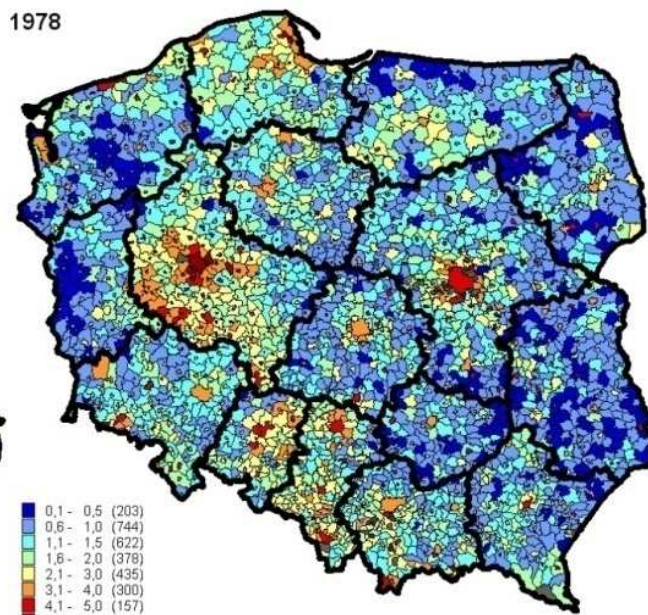 1978
0,1 - 0,5 (203)
0,6 - 1,0 (744)
1,1 - 1,5 (622)
1,6 - 2,0 (378)
2,1 - 3,0 (435)
3,1 - 4,0 (300)
4,1 - 5,0 (157)